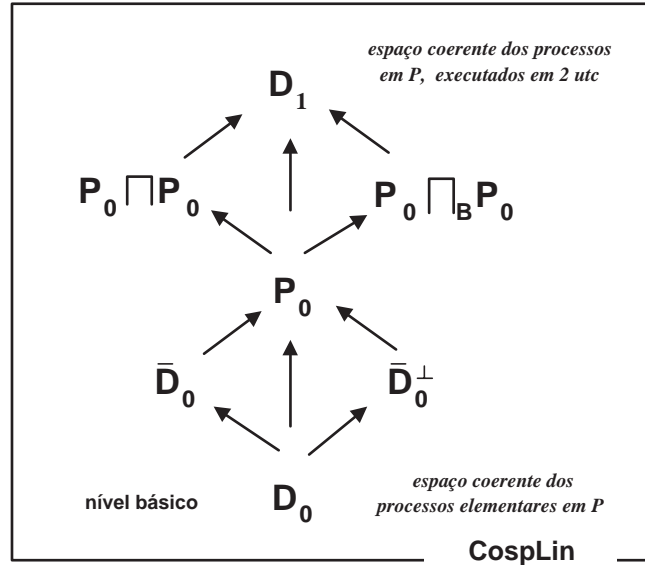 espaço coerente dos processos
em P, executados em 2 utc
D₁
P₀ ∏ P₀
P₀ ∏_B P₀
P₀
D̄₀
D̄₀^⊥
nível básico
D₀
espaço coerente dos
processos elementares em P
CospLin